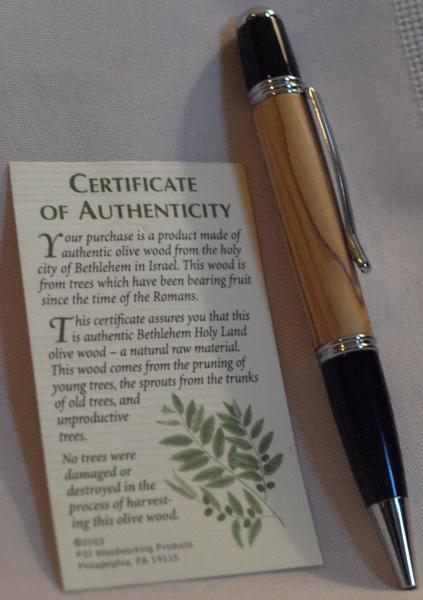 CERTIFICATE
OF AUTHENTICITY
Your purchase is a product made of
authentic olive wood from the holy
city of Bethlehem in Israel. This wood is
from trees which have been bearing fruit
since the time of the Romans.
This certificate assures you that this
is authentic Bethlehem Holy Land
olive wood – a natural raw material.
This wood comes from the pruning of
young trees, the sprouts from the trunks
of old trees, and
unproductive
trees.
No trees were
damaged or
destroyed in the
process of harvest-
ing this olive wood.
©2003
PSI Woodworking Products
Philadelphia, PA 19115